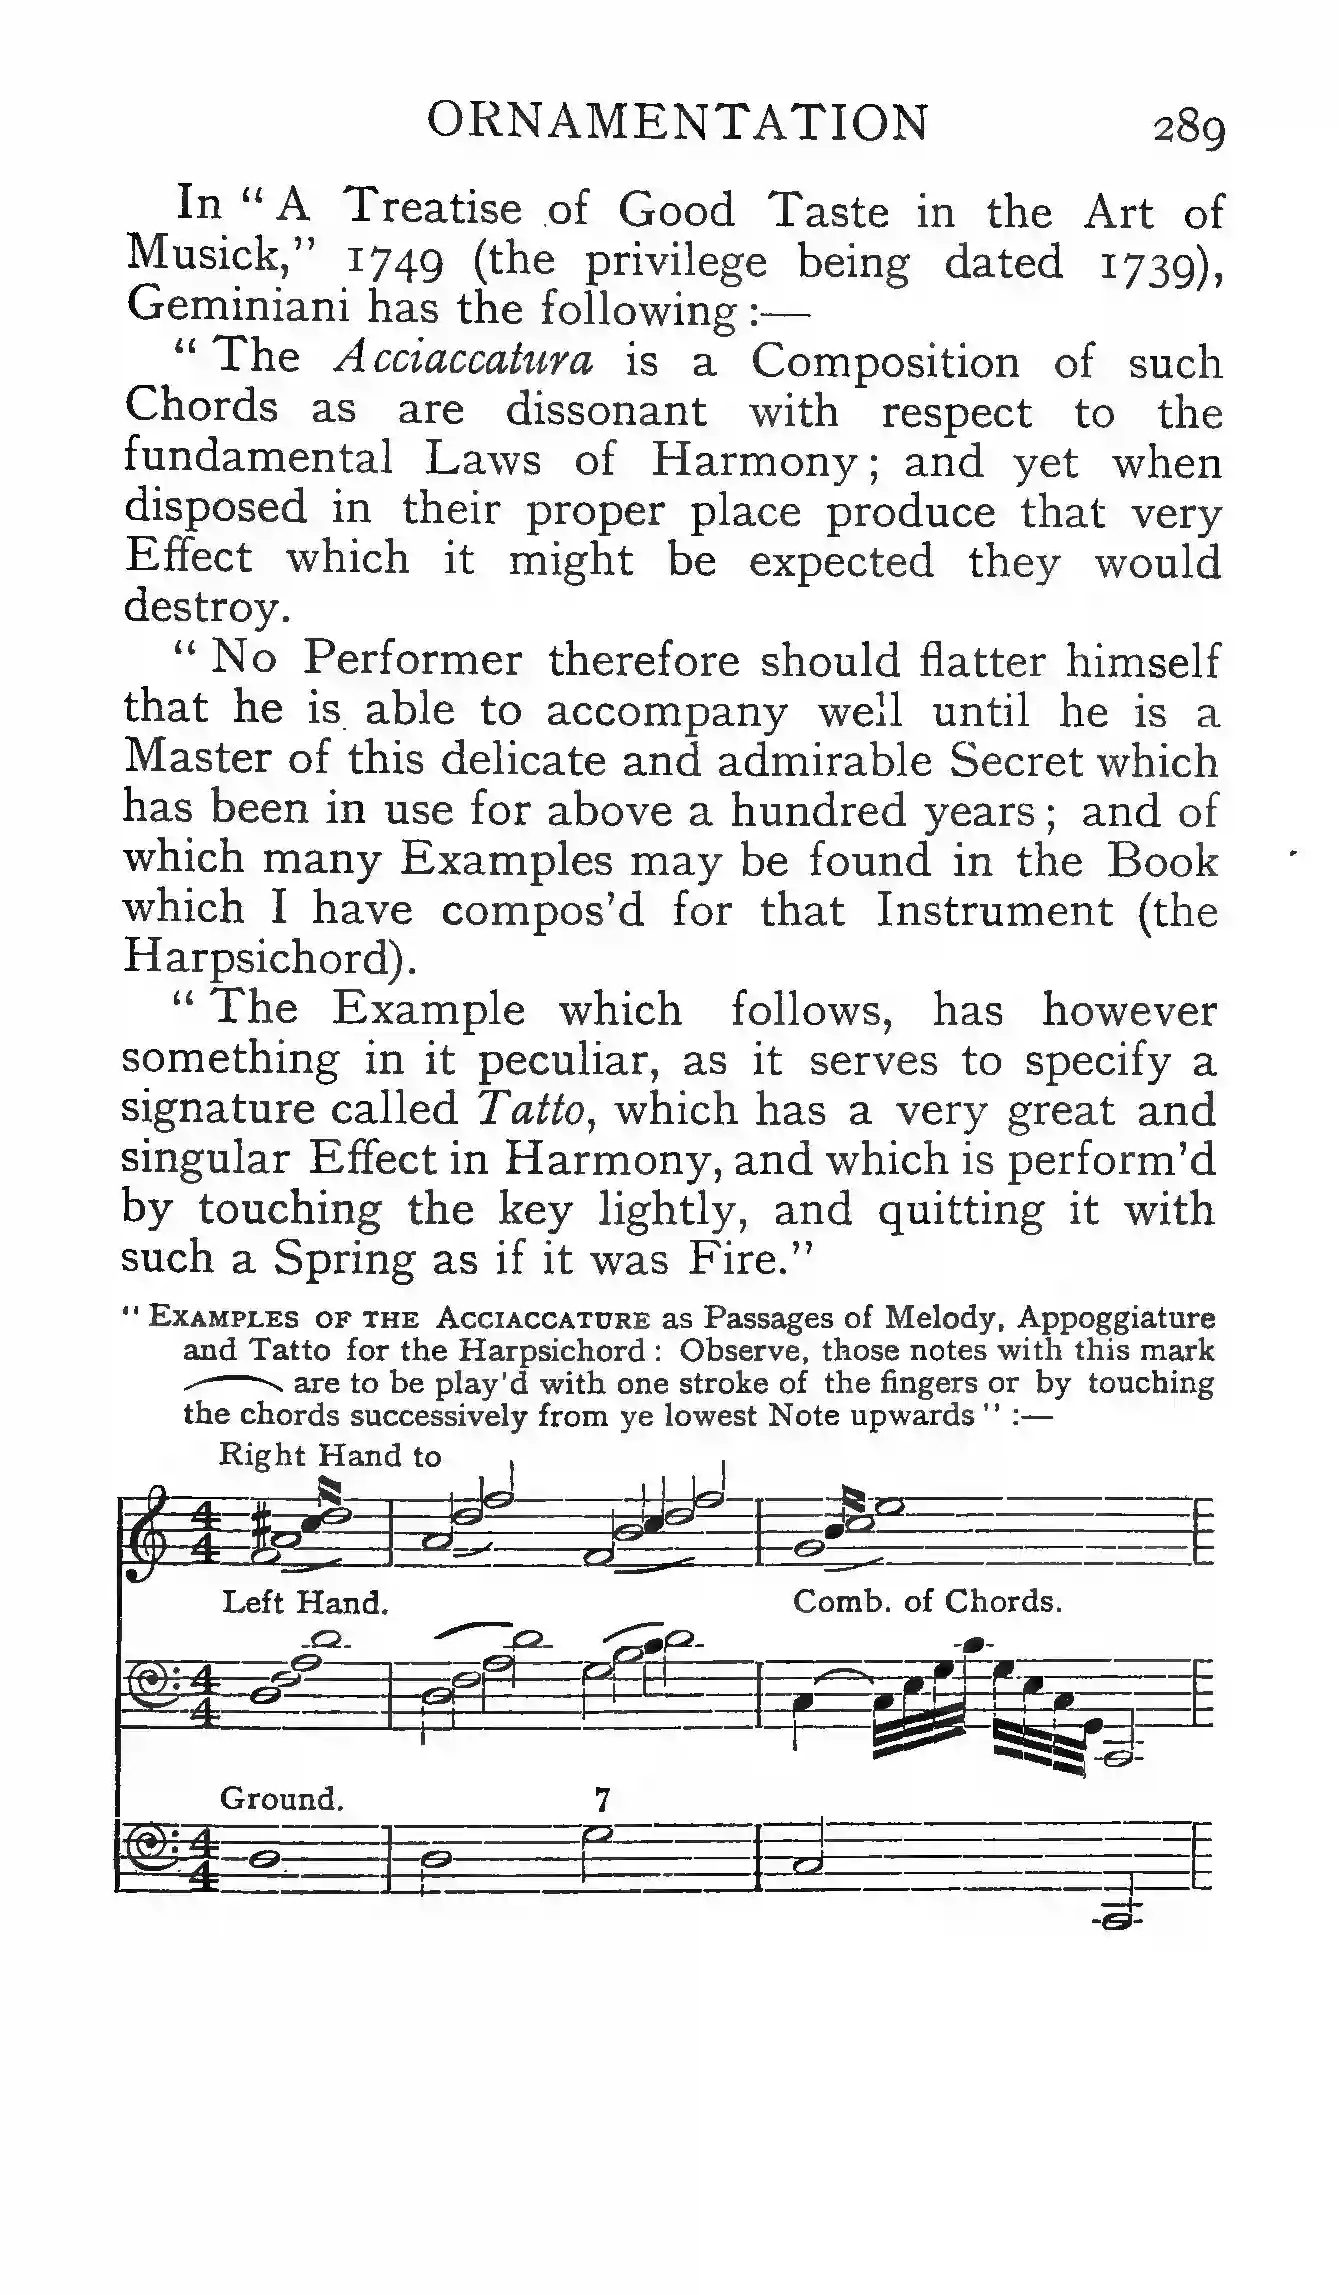 ORNAMENTATION 289
In “ A Treatise of Good Taste in the Art of
Musick,” 1749 (the privilege being dated 1739),
Geminiani has the following :—
“ The Acciaccatura is a Composition of such
Chords as are dissonant with respect to the
fundamental Laws of Harmony ; and yet when
disposed in their proper place produce that very
Effect which it might be expected they would
destroy.
“ No Performer therefore should flatter himself
that he is able to accompany well until he is a
Master of this delicate and admirable Secret which
has been in use for above a hundred years ; and of
which many Examples may be found in the Book
which I have compos’d for that Instrument (the
Harpsichord).
“ The Example which follows, has however
something in it peculiar, as it serves to specify a
signature called Tatto, which has a very great and
singular Effect in Harmony, and which is perform’d
by touching the key lightly, and quitting it with
such a Spring as if it was Fire.”
“ EXAMPLES OF THE ACCIACCATURE as Passages of Melody, Appoggiature
and Tatto for the Harpsichord : Observe, those notes with this mark
are to be play’d with one stroke of the fingers or by touching
the chords successively from ye lowest Note upwards ” :—
Right Hand to
4
4
Left Hand. Comb. of Chords.
4
4
Ground. 7
4
4